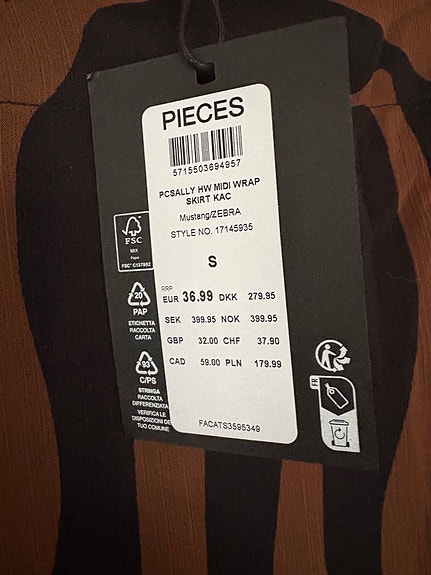 PIECES
5715503694957
PCSALLY HW MIDI WRAP
SKIRT KAC
Mustang/ZEBRA
STYLE NO. 17145935
S
RRP
EUR 36.99 DKK 279.95
SEK 399.95 NOK 399.95
GBP 32.00 CHF 37.90
CAD 59.00 PLN 179.99
FACATS3595349
FSC
MIX
Paper
FSC® C137982
20
PAP
ETICHETTA
RACCOLTA
CARTA
93
C/PS
STRINGA
RACCOLTA
DIFFERENZIATA
VERIFICA LE
DISPOSIZIONI DEL
TUO COMUNE
FR